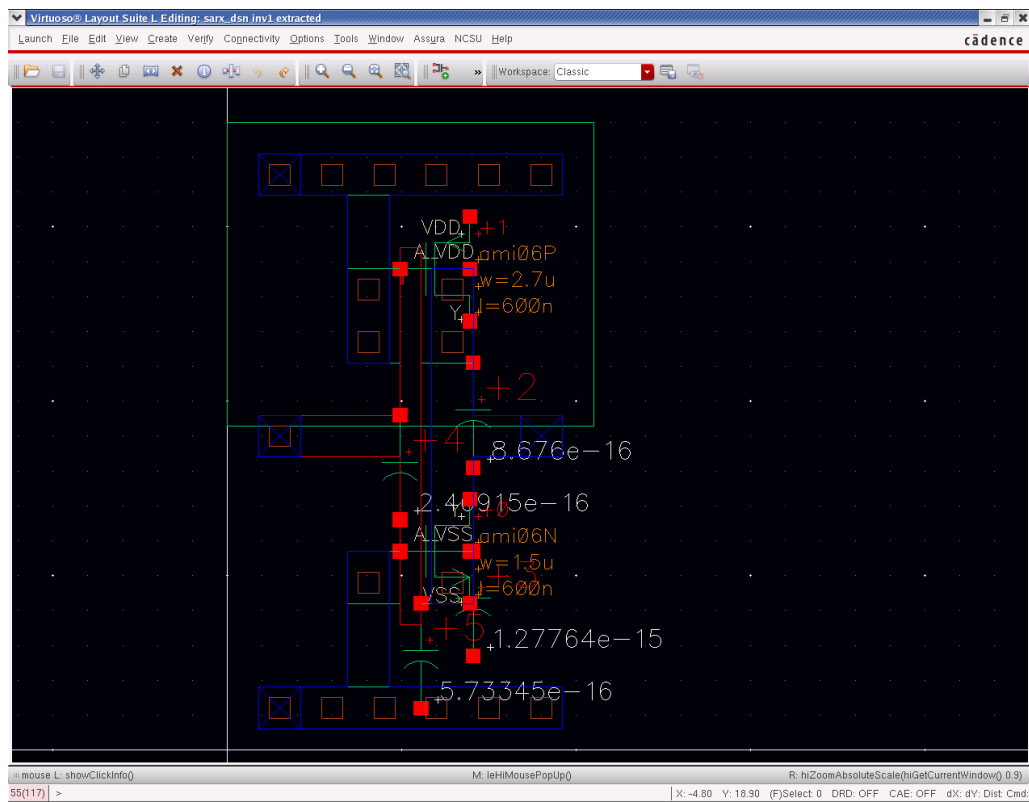 Virtuoso® Layout Suite L Editing: sarx_dsn inv1 extracted
Launch File Edit View Create Verify Connectivity Options Tools Window Assura NCSU Help
cādence
» Workspace: Classic
VDD +1
A VDD ami06P
w=2.7u
Y l=600n
+2
+4 8.676e-16
2.46915e-16
A VSS ami06N
w=1.5u
VSS l=600n
+5 1.27764e-15
5.73345e-16
mouse L: showClickInfo() M: leHiMousePopUp() R: hiZoomAbsoluteScale(hiGetCurrentWindow() 0.9)
55(117) > X: -4.80 Y: 18.90 (F)Select: 0 DRD: OFF CAE: OFF dX: dY: Dist: Cmd: